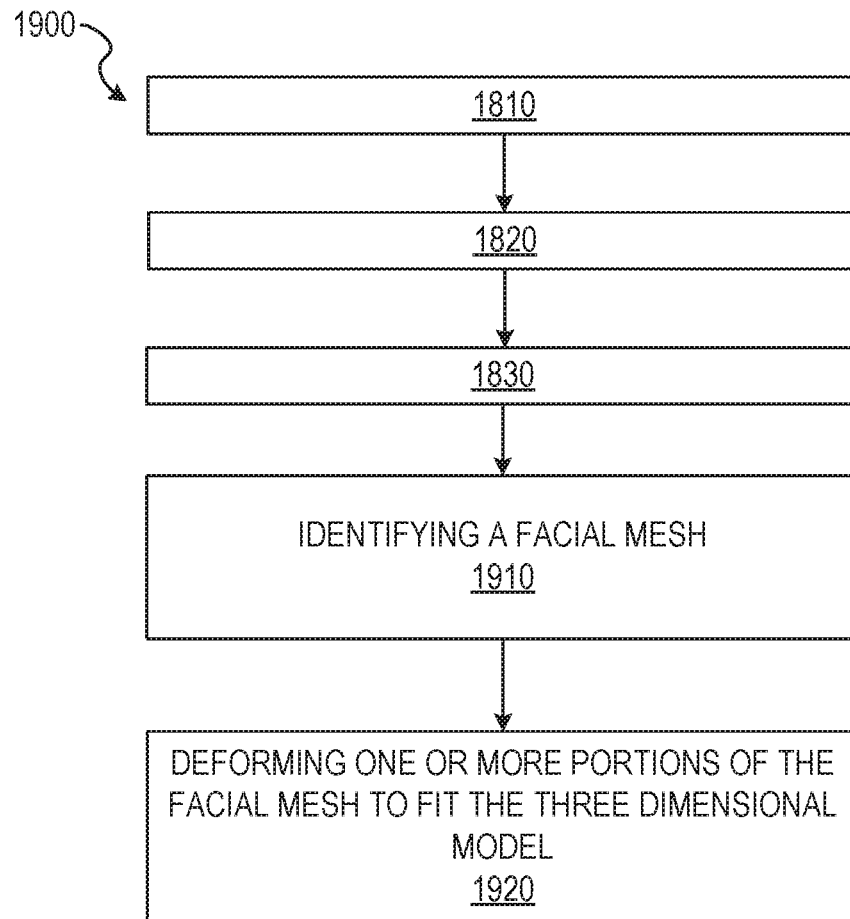 1900
1810
1820
1830
IDENTIFYING A FACIAL MESH
1910
DEFORMING ONE OR MORE PORTIONS OF THE
FACIAL MESH TO FIT THE THREE DIMENSIONAL
MODEL
1920